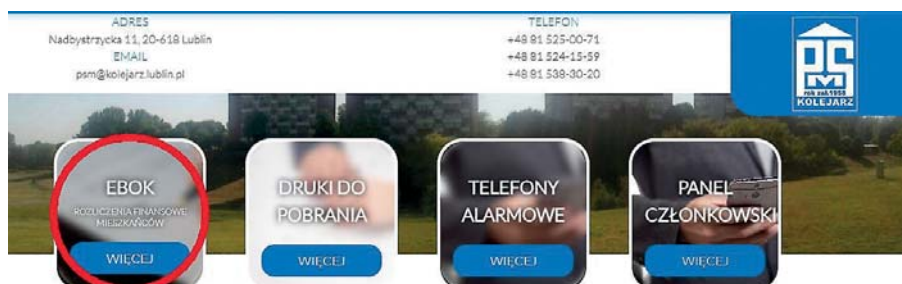 ADRES
Nadbystrzycka 11, 20-618 Lublin
EMAIL
psm@kolejarz.lublin.pl
TELEFON
+48 81 525-00-71
+48 81 524-15-59
+48 81 538-30-20
PSM
rok zał.1958
KOLEJARZ
EBOK
ROZLICZENIA FINANSOWE
MIESZKAŃCÓW
WIĘCEJ
DRUKI DO
POBRANIA
WIĘCEJ
TELEFONY
ALARMOWE
WIĘCEJ
PANEL
CZŁONKOWSKI
WIĘCEJ